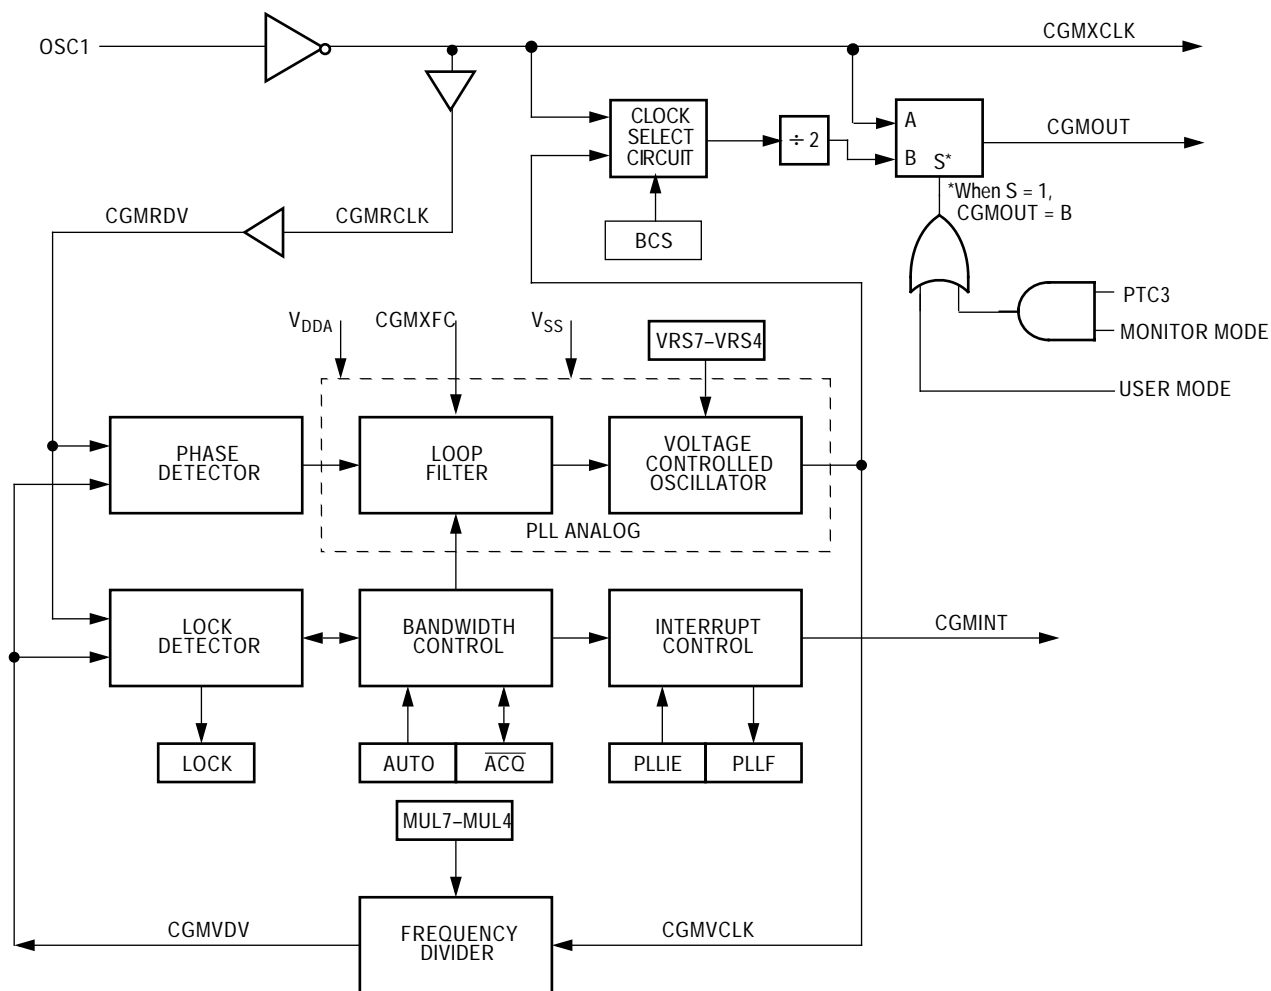 OSC1
CGMXCLK
CLOCK
SELECT
CIRCUIT
÷ 2
A
B
S*
CGMOUT
*When S = 1,
CGMOUT = B
CGMRDV
CGMRCLK
BCS
PTC3
MONITOR MODE
USER MODE
VDDA
CGMXFC
VSS
VRS7–VRS4
PHASE
DETECTOR
LOOP
FILTER
VOLTAGE
CONTROLLED
OSCILLATOR
PLL ANALOG
LOCK
DETECTOR
BANDWIDTH
CONTROL
INTERRUPT
CONTROL
CGMINT
LOCK
AUTO
ACQ
PLLIE
PLLF
MUL7–MUL4
CGMVDV
FREQUENCY
DIVIDER
CGMVCLK